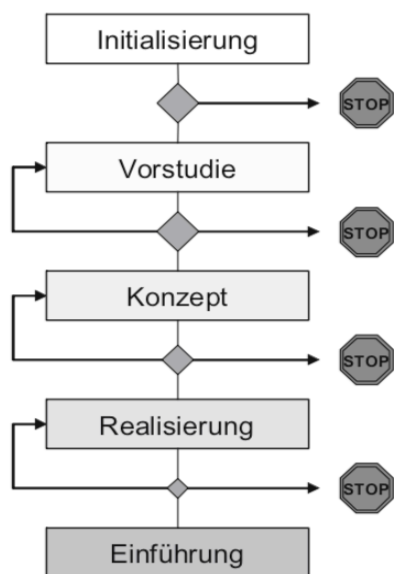 Initialisierung
STOP
Vorstudie
STOP
Konzept
STOP
Realisierung
STOP
Einführung